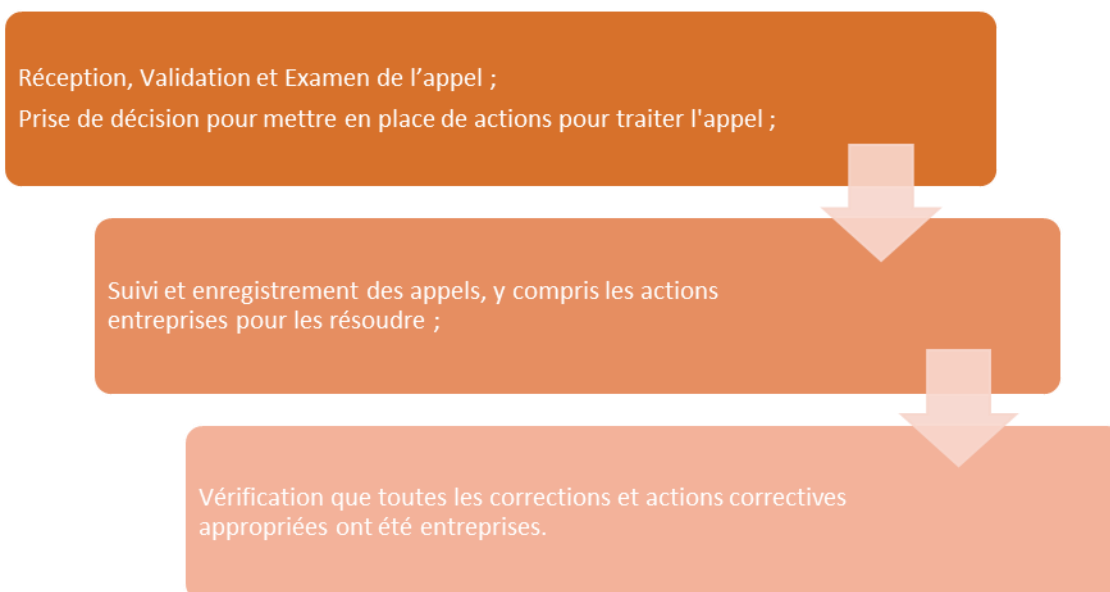 Réception, Validation et Examen de l’appel ;
Prise de décision pour mettre en place de actions pour traiter l'appel ;
Suivi et enregistrement des appels, y compris les actions
entreprises pour les résoudre ;
Vérification que toutes les corrections et actions correctives
appropriées ont été entreprises.